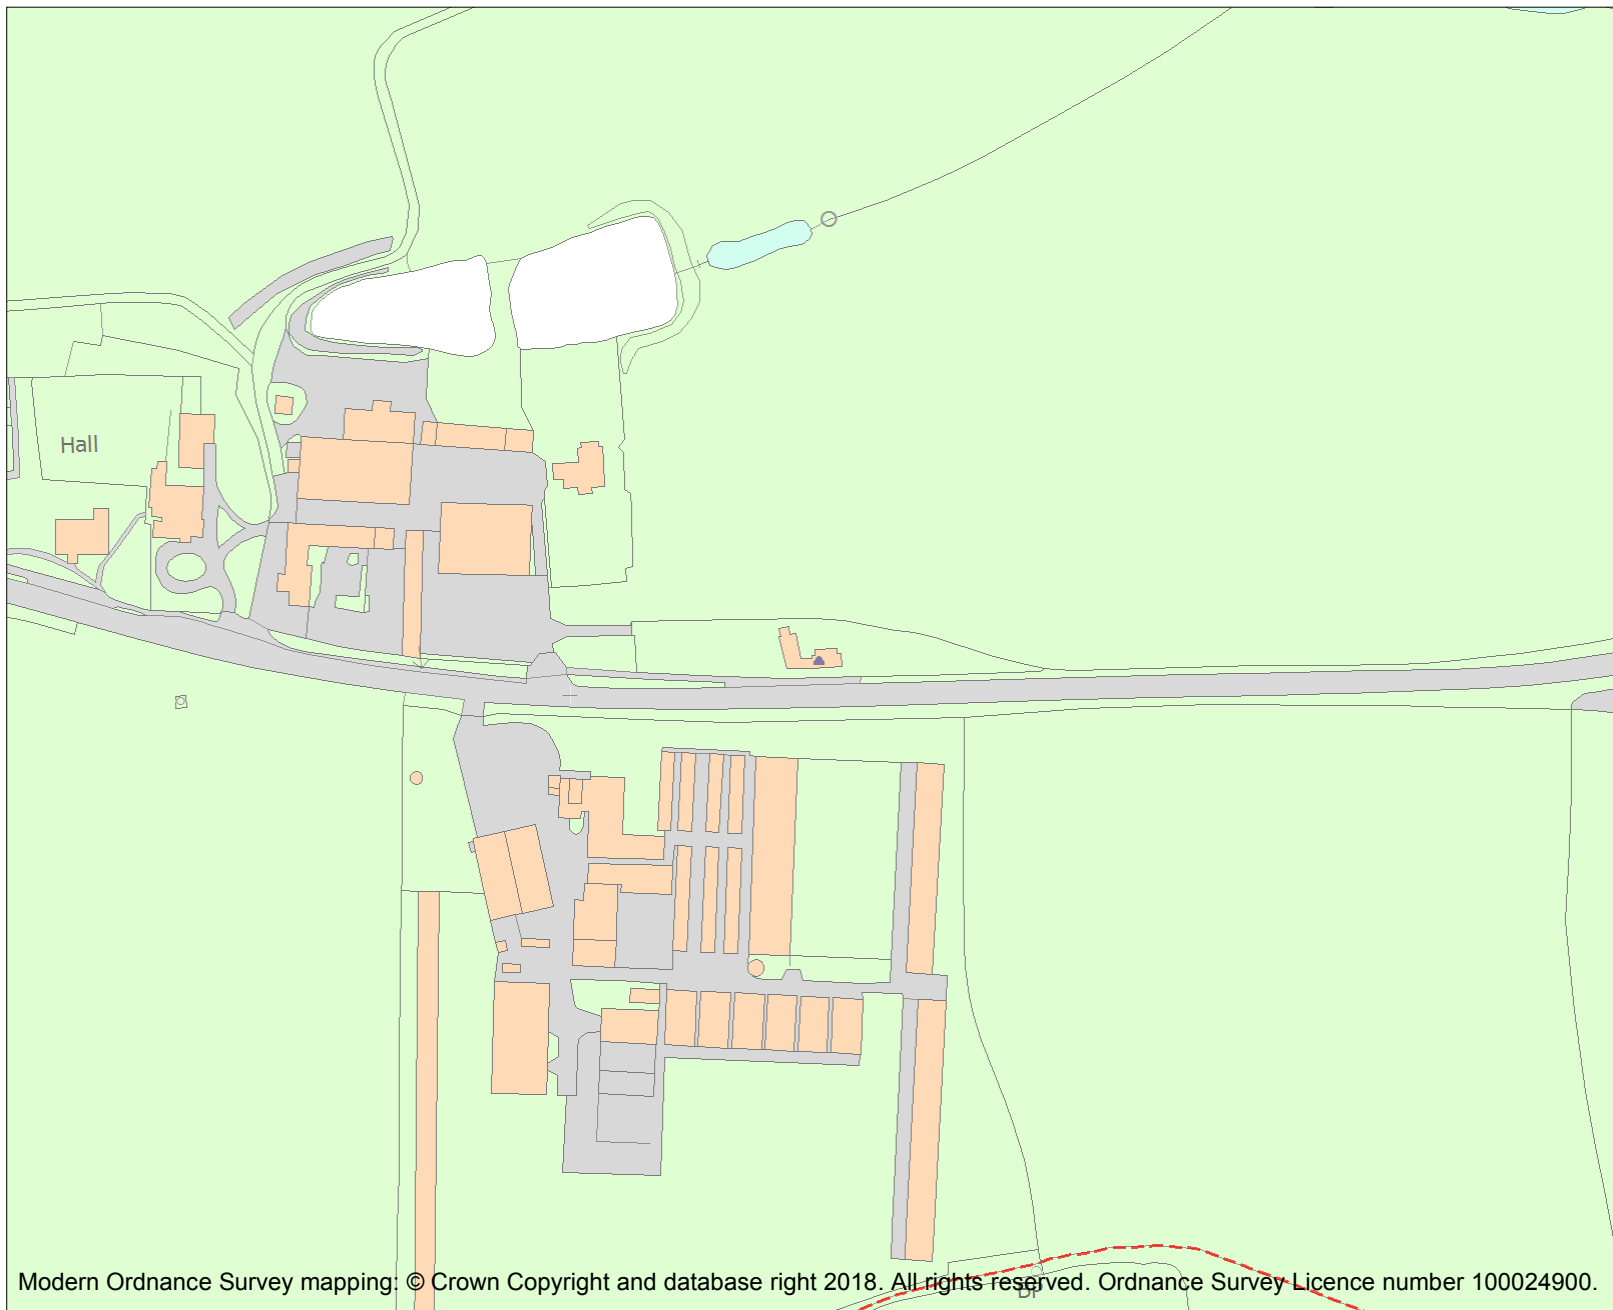 Hall
Modern Ordnance Survey mapping: © Crown Copyright and database right 2018. All rights reserved. Ordnance Survey Licence number 100024900.